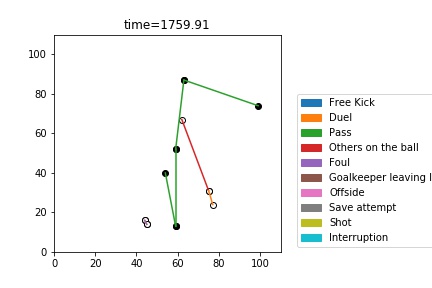 time=1759.91
100
80
60
40
20
0
0 20 40 60 80 100
Free Kick
Duel
Pass
Others on the ball
Foul
Goalkeeper leaving l
Offside
Save attempt
Shot
Interruption